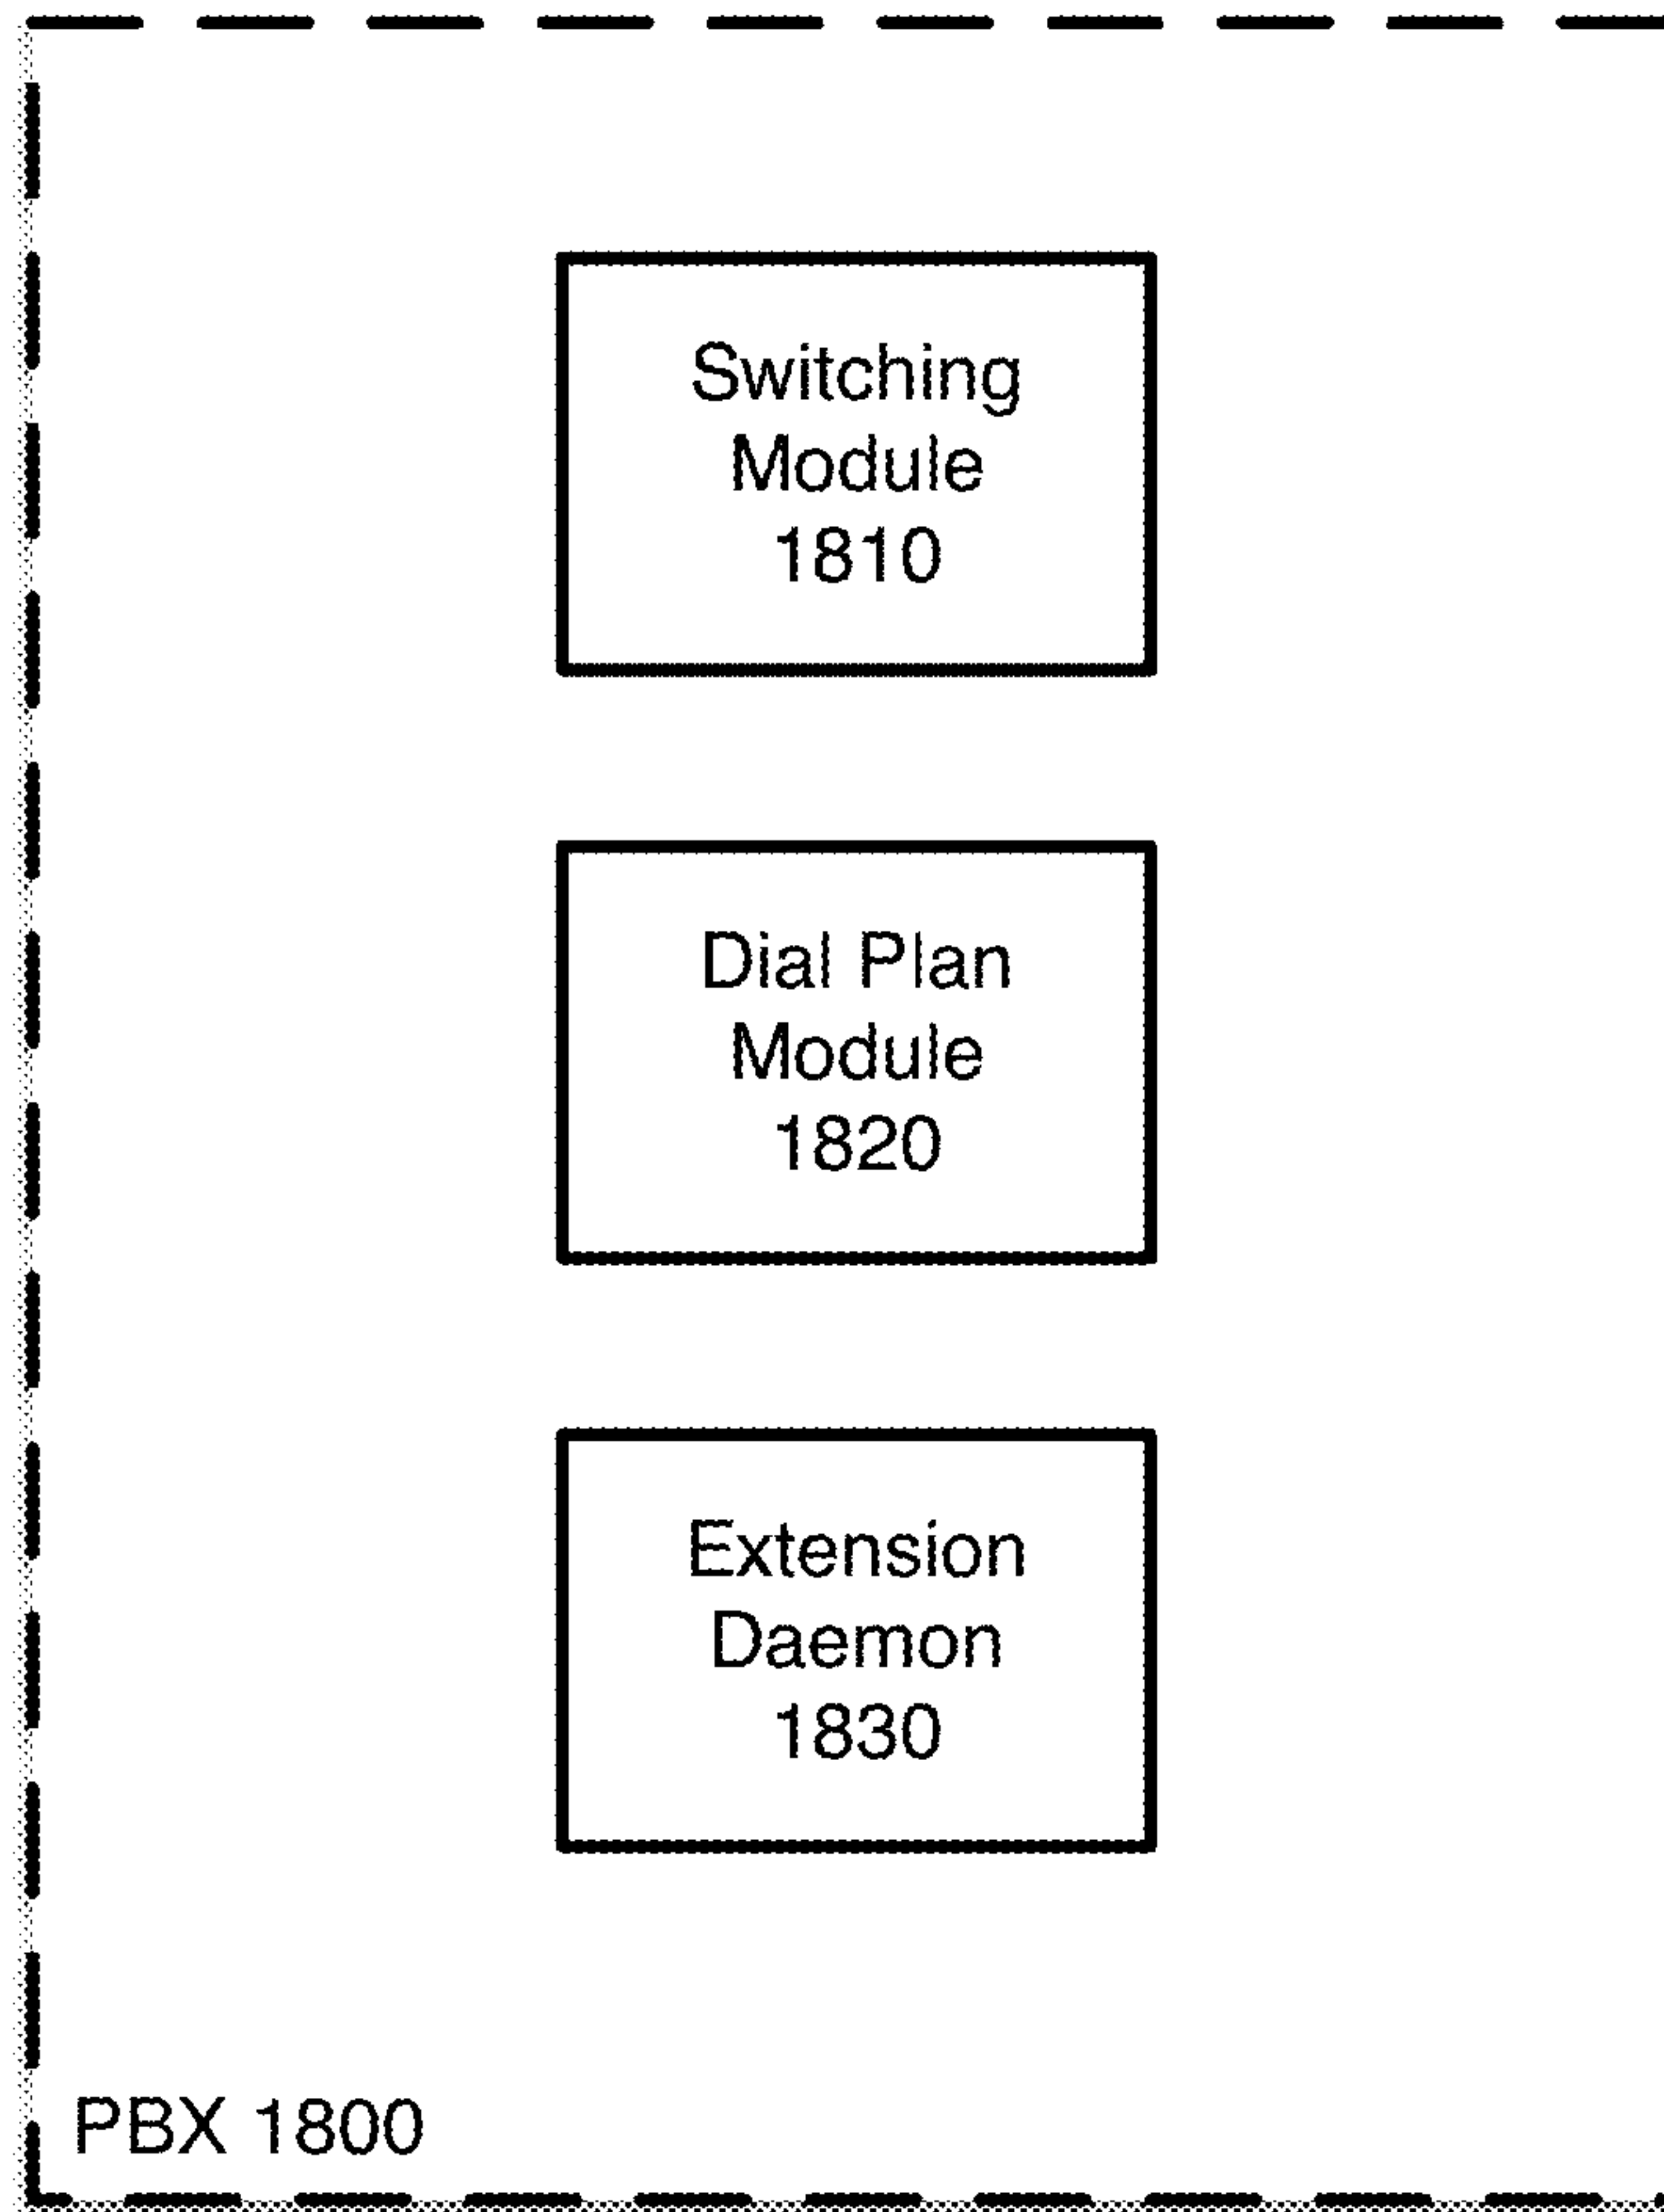 Switching
Module
1810
Dial Plan
Module
1820
Extension
Daemon
1830
PBX 1800